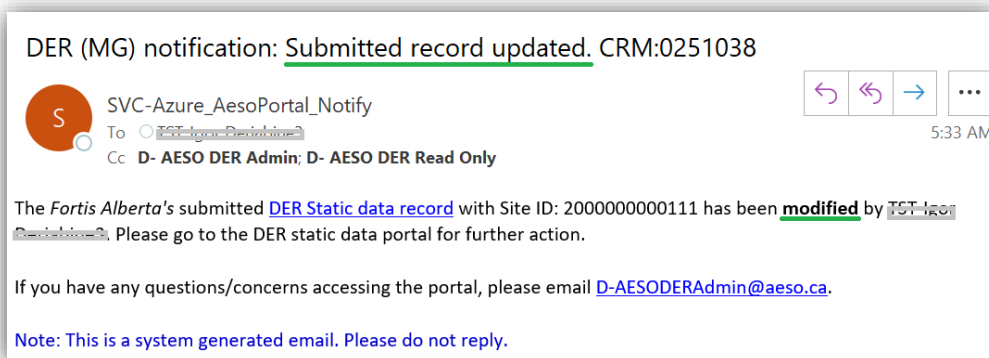 DER (MG) notification: Submitted record updated. CRM:0251038
S
SVC-Azure_AesoPortal_Notify
To
Cc D- AESO DER Admin; D- AESO DER Read Only
5:33 AM
The Fortis Alberta's submitted DER Static data record with Site ID: 2000000000111 has been modified by
Please go to the DER static data portal for further action.
If you have any questions/concerns accessing the portal, please email D-AESODERAdmin@aeso.ca.
Note: This is a system generated email. Please do not reply.